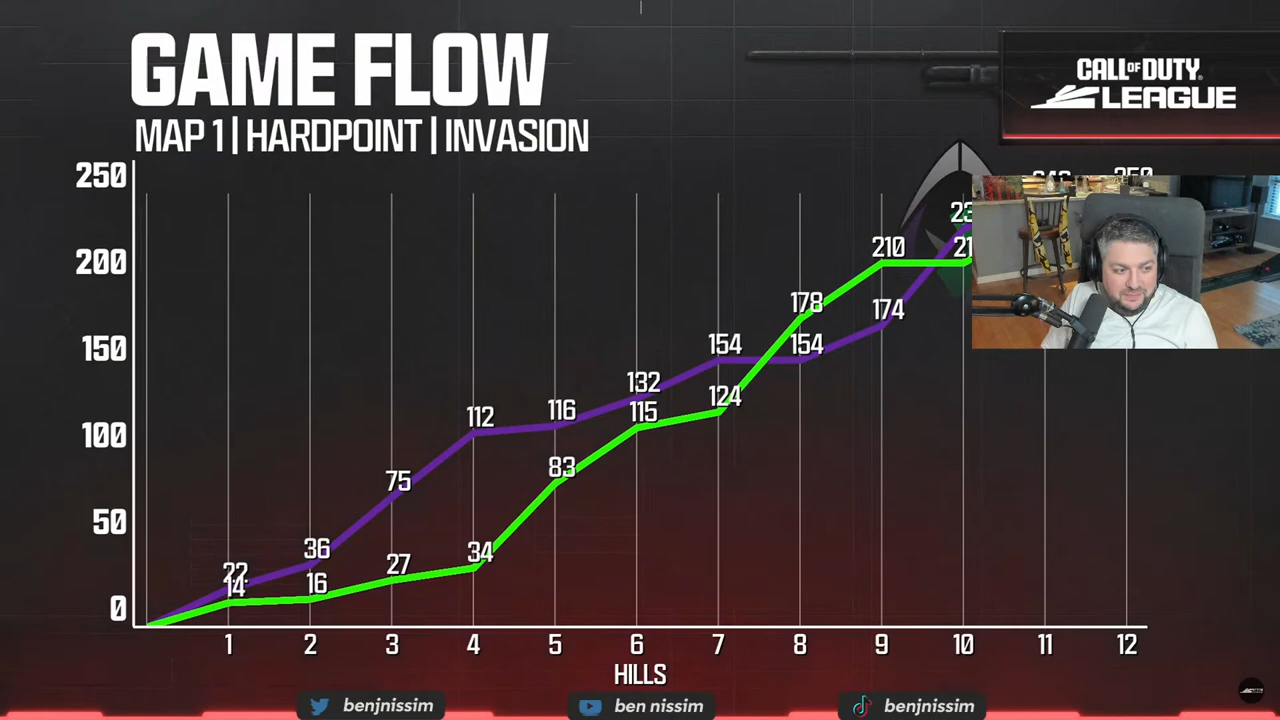 GAME FLOW
CALL OF DUTY
LEAGUE
MAP 1 | HARDPOINT | INVASION
250
200
150
100
50
0
22
14
36
16
75
27
112
34
116
83
132
115
154
124
178
154
210
174
1 2 3 4 5 6 7 8 9 10 11 12
HILLS
benjnissim
ben nissim
benjnissim